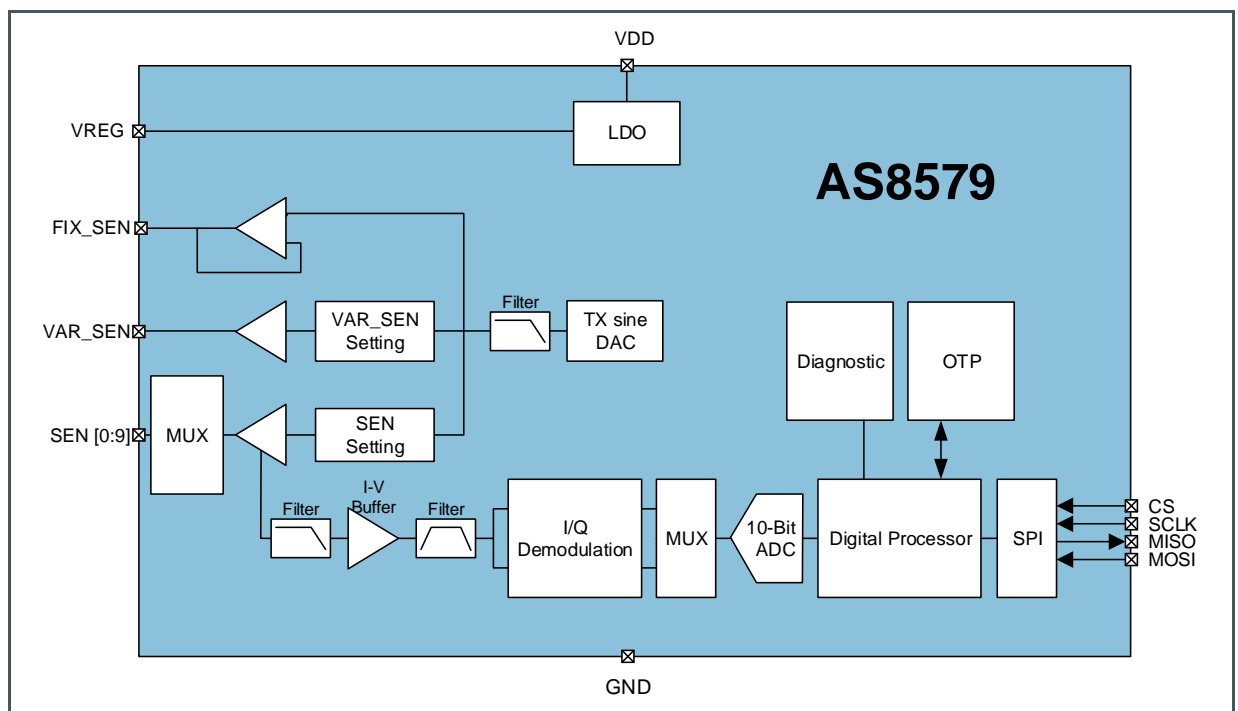 VDD
VREG
LDO
AS8579
FIX_SEN
Filter
VAR_SEN
VAR_SEN
Setting
TX sine
DAC
Diagnostic
OTP
SEN [0:9]
MUX
SEN
Setting
I-V
Buffer
Filter
Filter
I/Q
Demodulation
MUX
10-Bit
ADC
Digital Processor
SPI
CS
SCLK
MISO
MOSI
GND